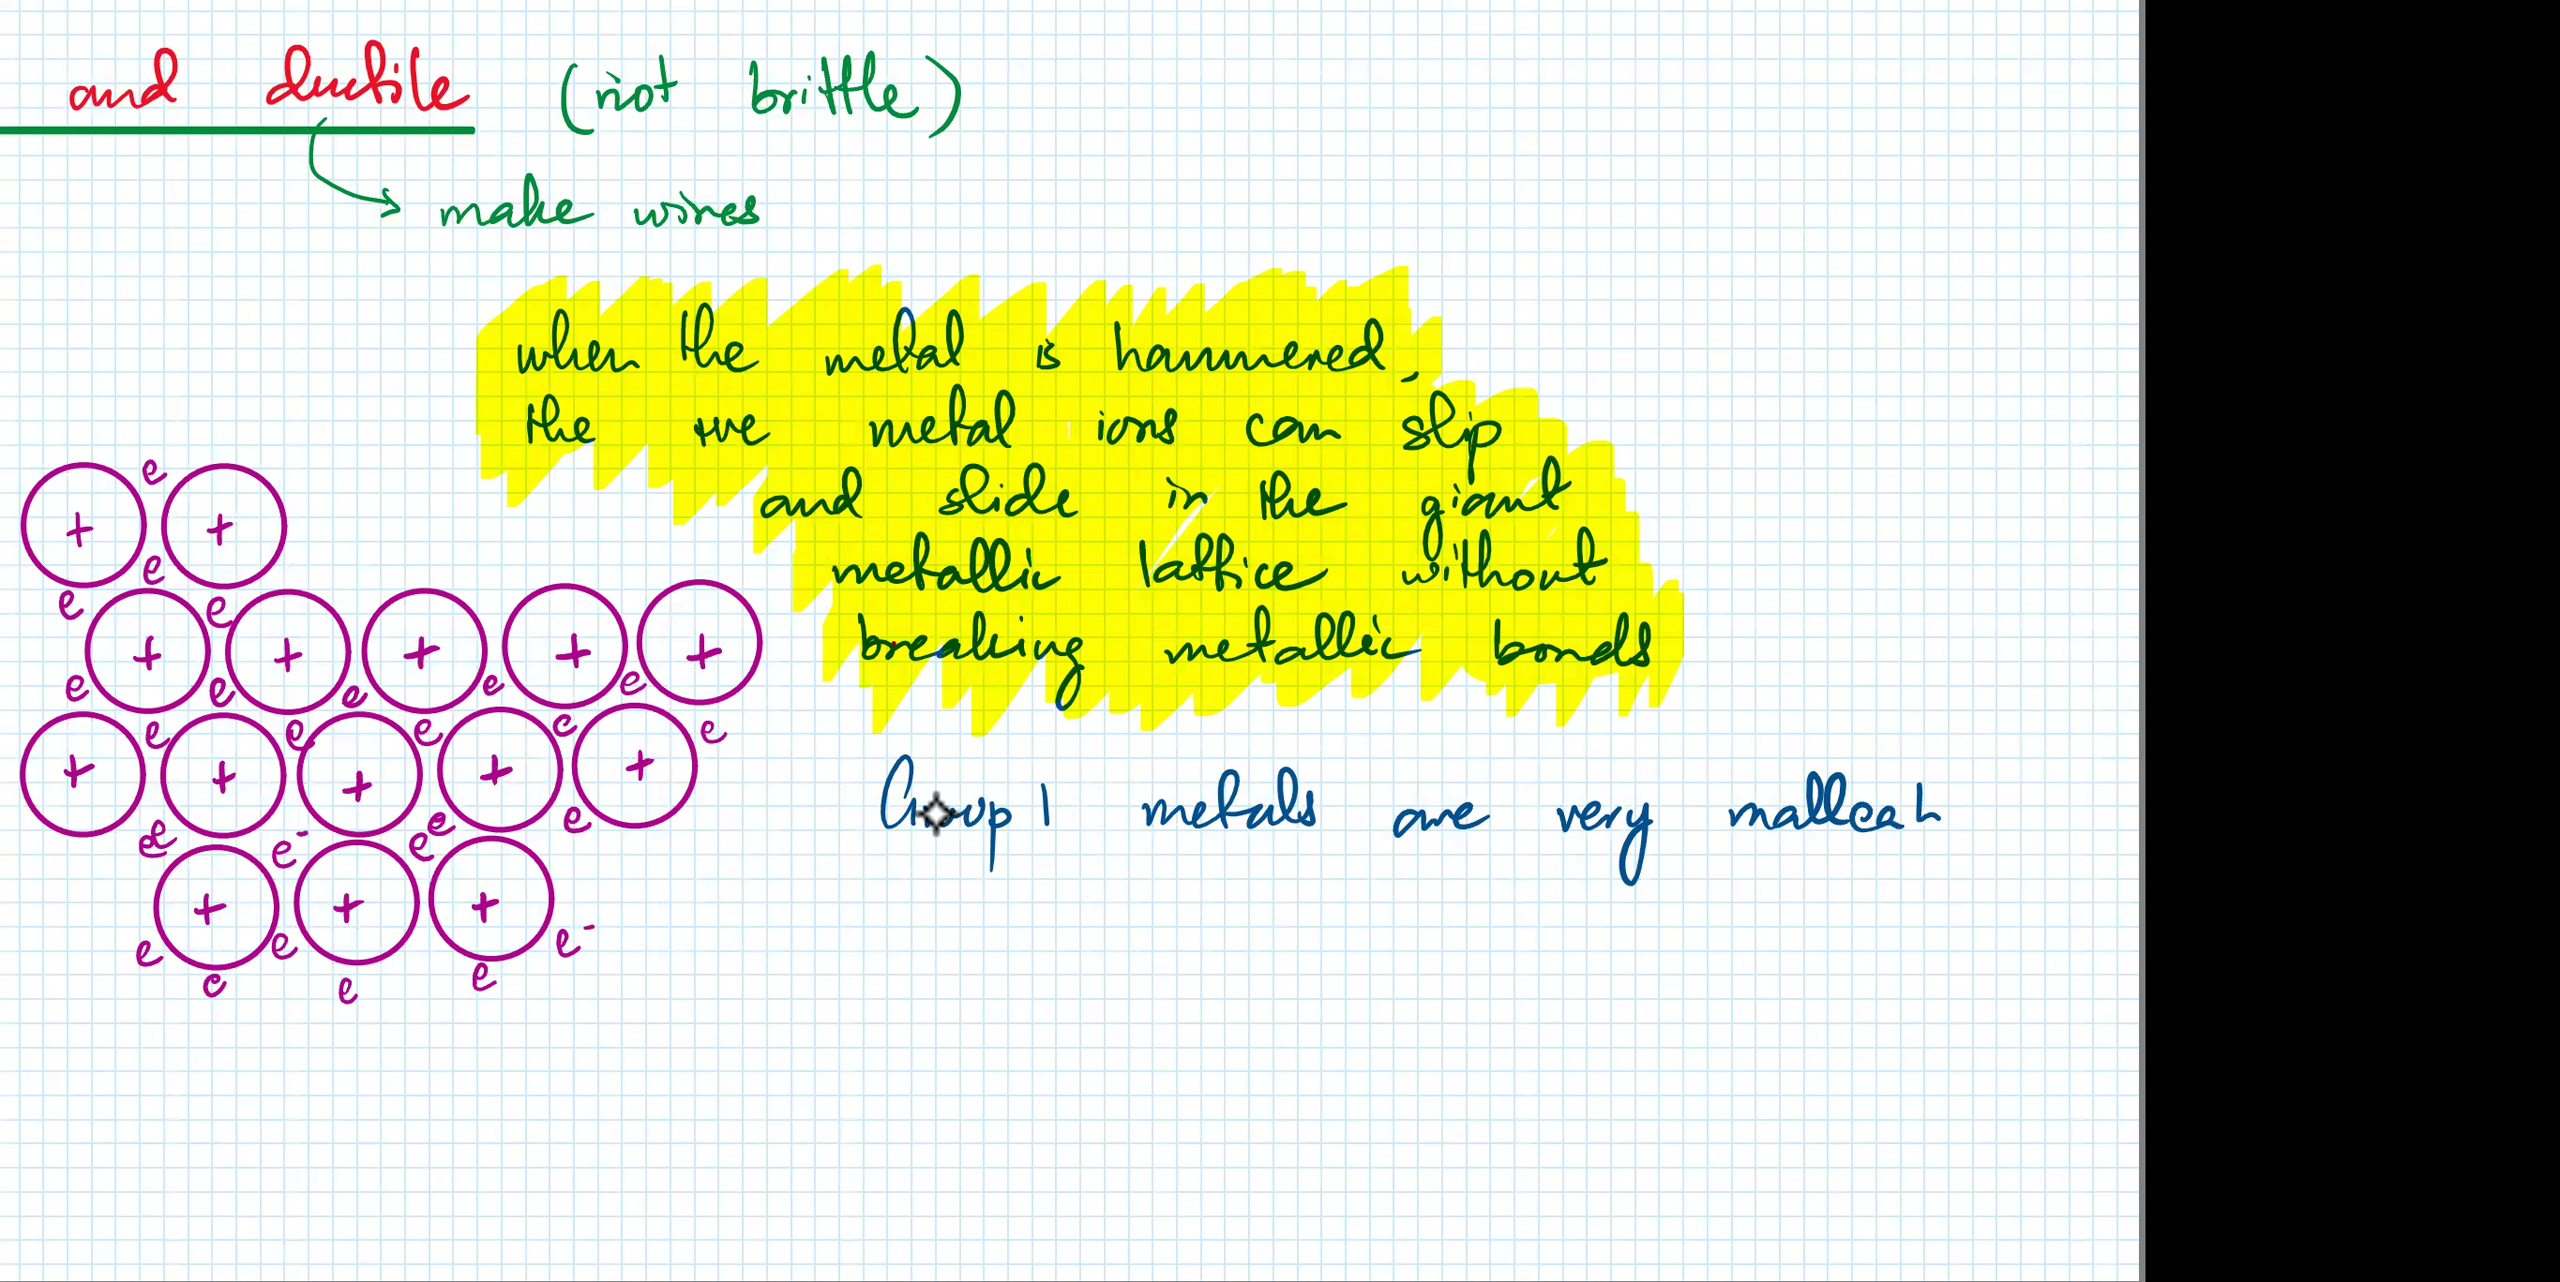 and ductile (not brittle)
make wires
when the metal is hammered,
the +ve metal ions can slip
and slide in the giant
metallic lattice without
breaking metallic bonds
e
+ +
e
e e
+ + + + +
e e e e e
e e e c e
+ + + + +
e e- e e e
+ + +
e e e-
c e e
Group 1 metals are very malleab